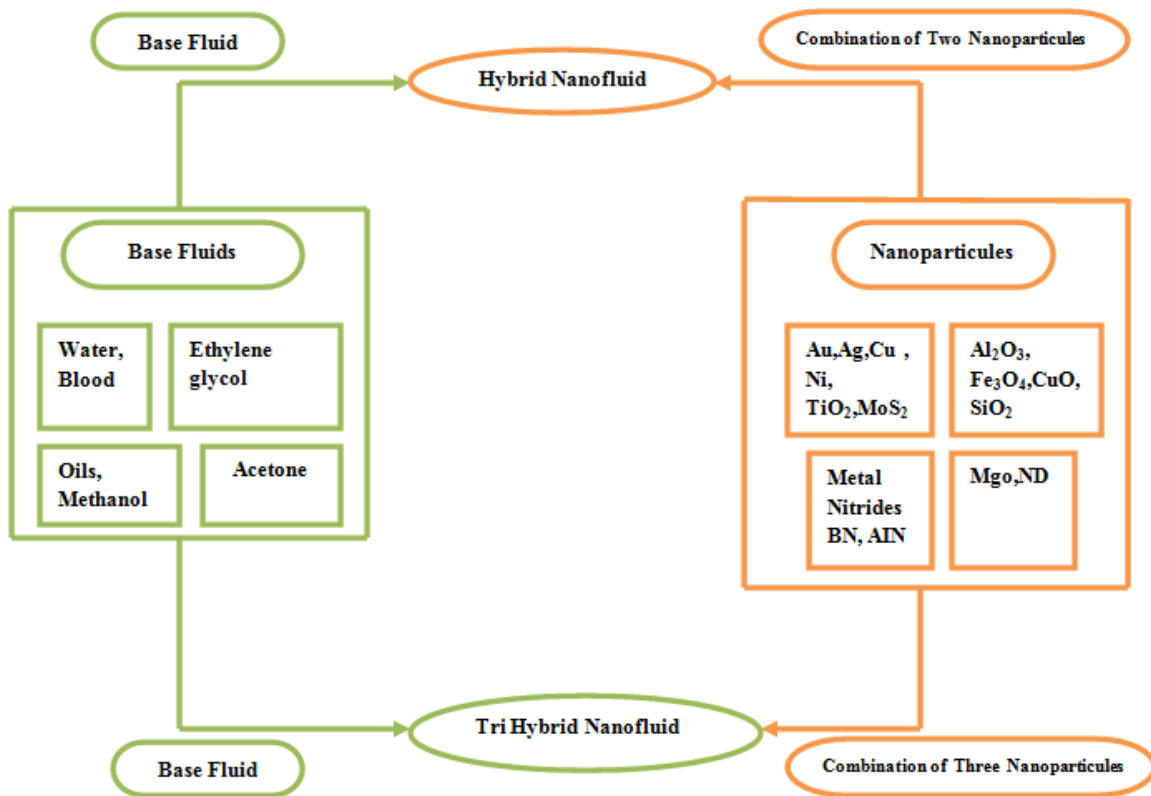 Base Fluid
Combination of Two Nanoparticules
Hybrid Nanofluid
Base Fluids
Nanoparticules
Water,
Blood
Ethylene
glycol
Oils,
Methanol
Acetone
Au,Ag,Cu ,
Ni,
TiO₂,MoS₂
Al₂O₃,
Fe₃O₄,CuO,
SiO₂
Metal
Nitrides
BN, AIN
Mgo,ND
Tri Hybrid Nanofluid
Base Fluid
Combination of Three Nanoparticules